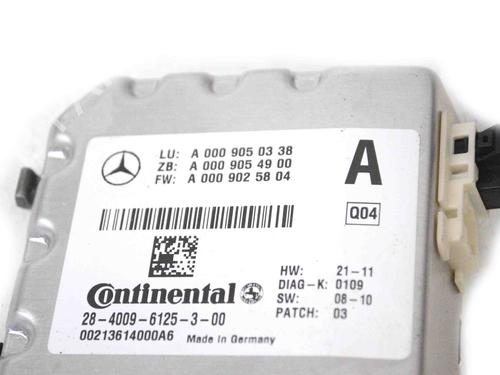 LU: A 000 905 03 38
ZB: A 000 905 49 00
FW: A 000 902 58 04
A
Q04
Continental
28-4009-6125-3-00
00213614000A6 Made in Germany
HW: 21-11
DIAG-K: 0109
SW: 08-10
PATCH: 03